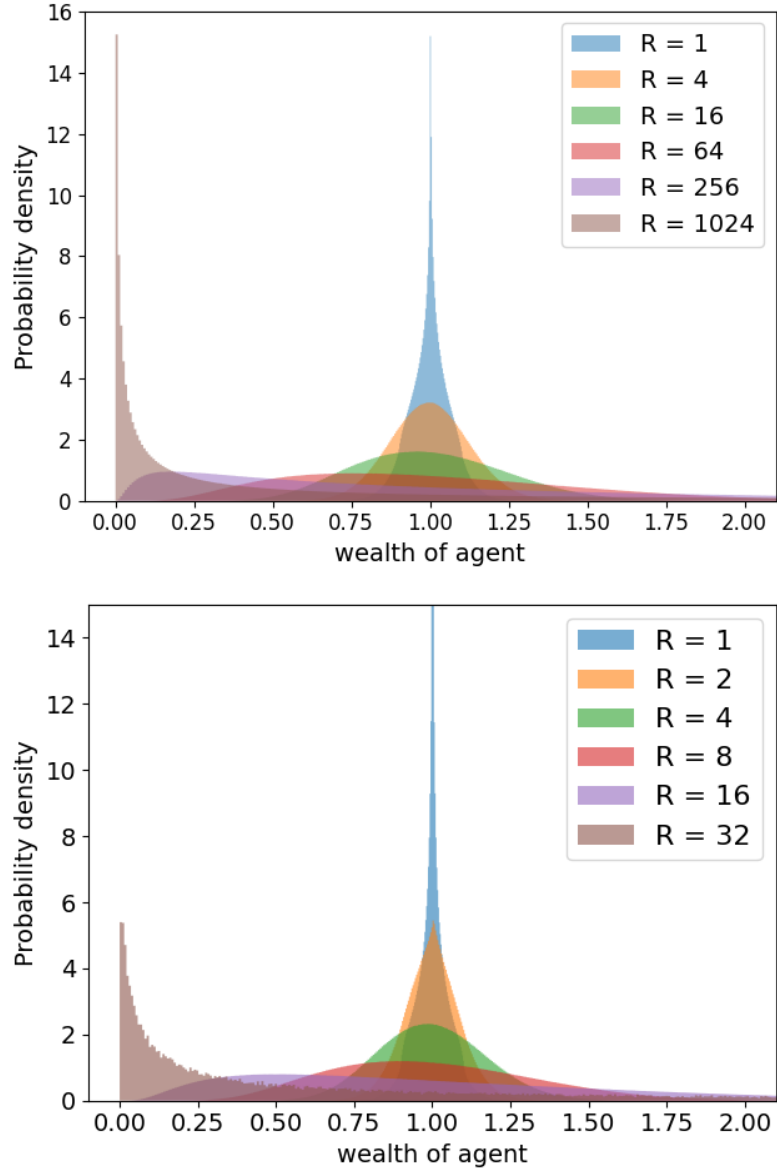 16
14
12
10
8
6
4
2
0
Probability density
R = 1
R = 4
R = 16
R = 64
R = 256
R = 1024
0.00 0.25 0.50 0.75 1.00 1.25 1.50 1.75 2.00
wealth of agent
14
12
10
8
6
4
2
0
Probability density
R = 1
R = 2
R = 4
R = 8
R = 16
R = 32
0.00 0.25 0.50 0.75 1.00 1.25 1.50 1.75 2.00
wealth of agent